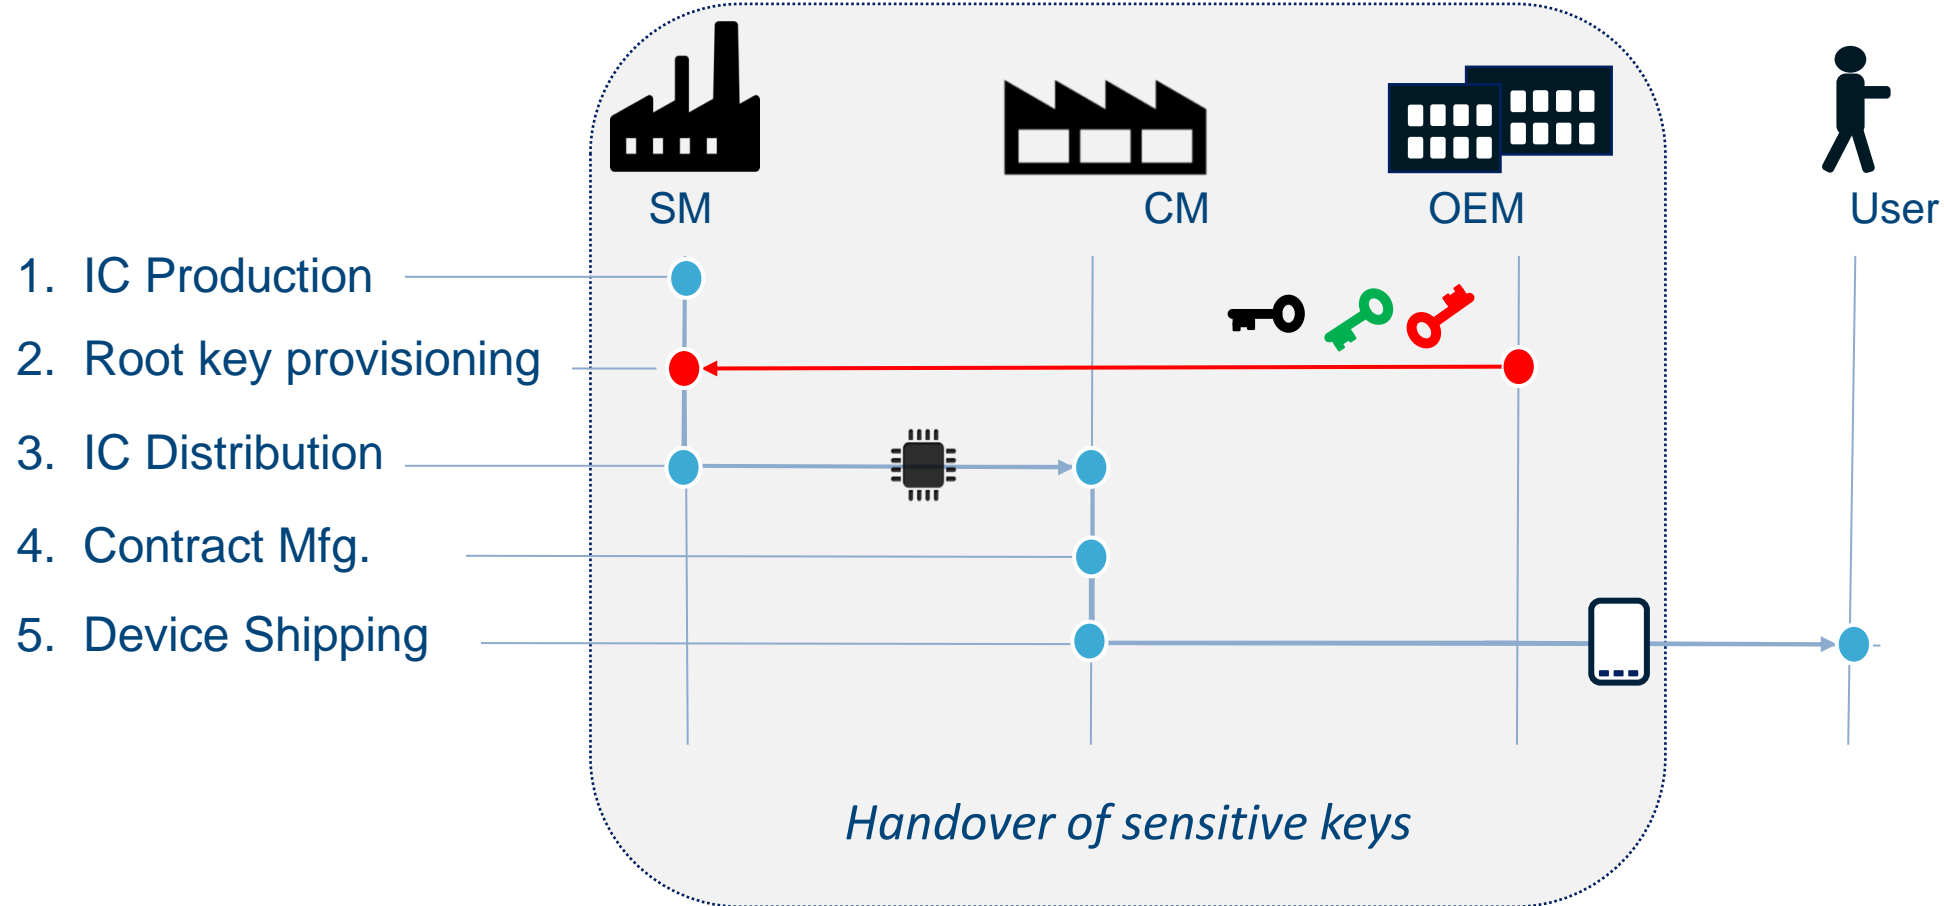 SM
CM
OEM
User
1. IC Production
2. Root key provisioning
3. IC Distribution
4. Contract Mfg.
5. Device Shipping
Handover of sensitive keys